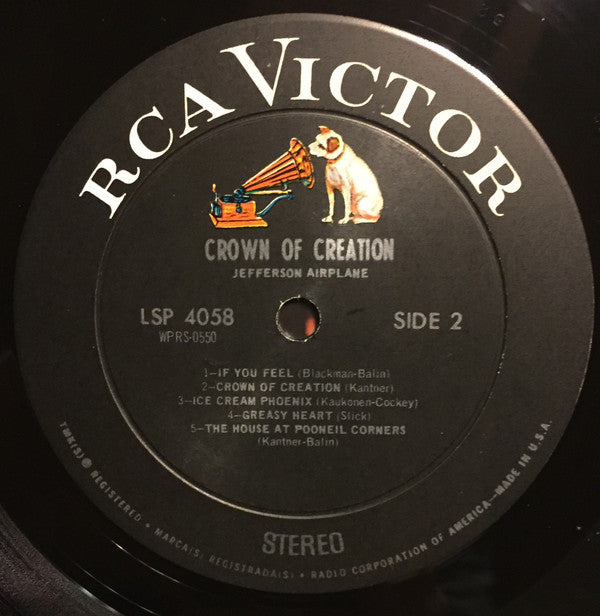 RCA VICTOR
CROWN OF CREATION
JEFFERSON AIRPLANE
LSP 4058
WPRS-0550
SIDE 2
1–IF YOU FEEL (Blackman-Balin)
2–CROWN OF CREATION (Kantner)
3–ICE CREAM PHOENIX (Kaukonen-Cockey)
4–GREASY HEART (Slick)
5–THE HOUSE AT POONEIL CORNERS
(Kantner-Balin)
STEREO
TMK(S) ® REGISTERED • MARCA(S) REGISTRADA(S) • RADIO CORPORATION OF AMERICA—MADE IN U.S.A.